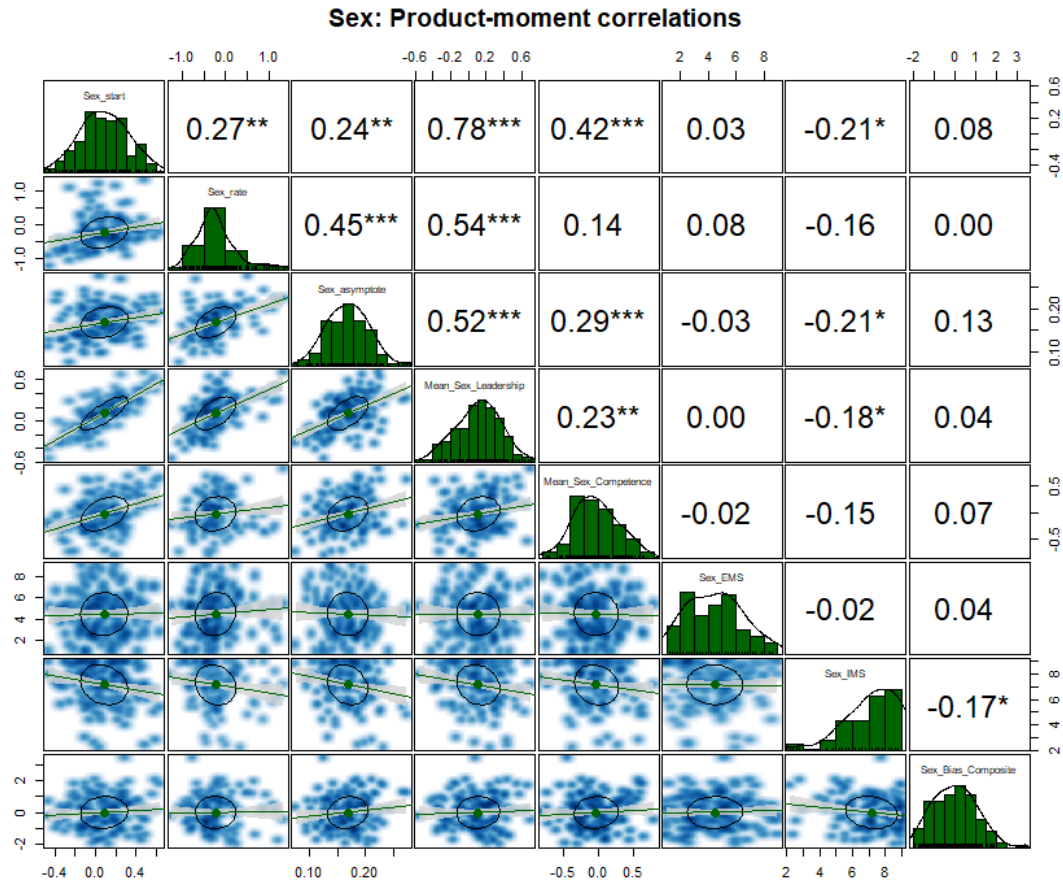 Sex: Product-moment correlations
-1.0 0.0 1.0 -0.6 -0.2 0.2 0.6 2 4 6 8 -2 -1 0 1 2 3
Sex_start
0.27** 0.24** 0.78*** 0.42*** 0.03 -0.21* 0.08
-0.4 0.2 0.6
-1.0 0.0 1.0
Sex_rate
0.45*** 0.54*** 0.14 0.08 -0.16 0.00
Sex_asymptote
0.52*** 0.29*** -0.03 -0.21* 0.13
0.10 0.20
-0.6 0.0 0.6
Mean_Sex_Leadership
0.23** 0.00 -0.18* 0.04
Mean_Sex_Competence
-0.02 -0.15 0.07
-0.5 0.5
2 4 6 8
Sex_EMS
-0.02 0.04
Sex_IMS
-0.17*
2 4 6 8
-2 0 2
Sex_Bias_Composite
-0.4 0.0 0.4 0.10 0.20 -0.5 0.0 0.5 2 4 6 8